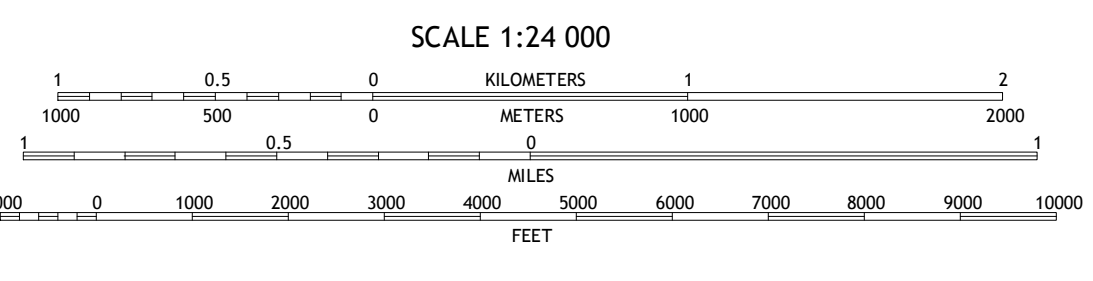 SCALE 1:24 000
1 0.5 0 KILOMETERS 1 2
1000 500 0 METERS 1000 2000
1 0.5 0 1
MILES
0 1000 2000 3000 4000 5000 6000 7000 8000 9000 10000
FEET